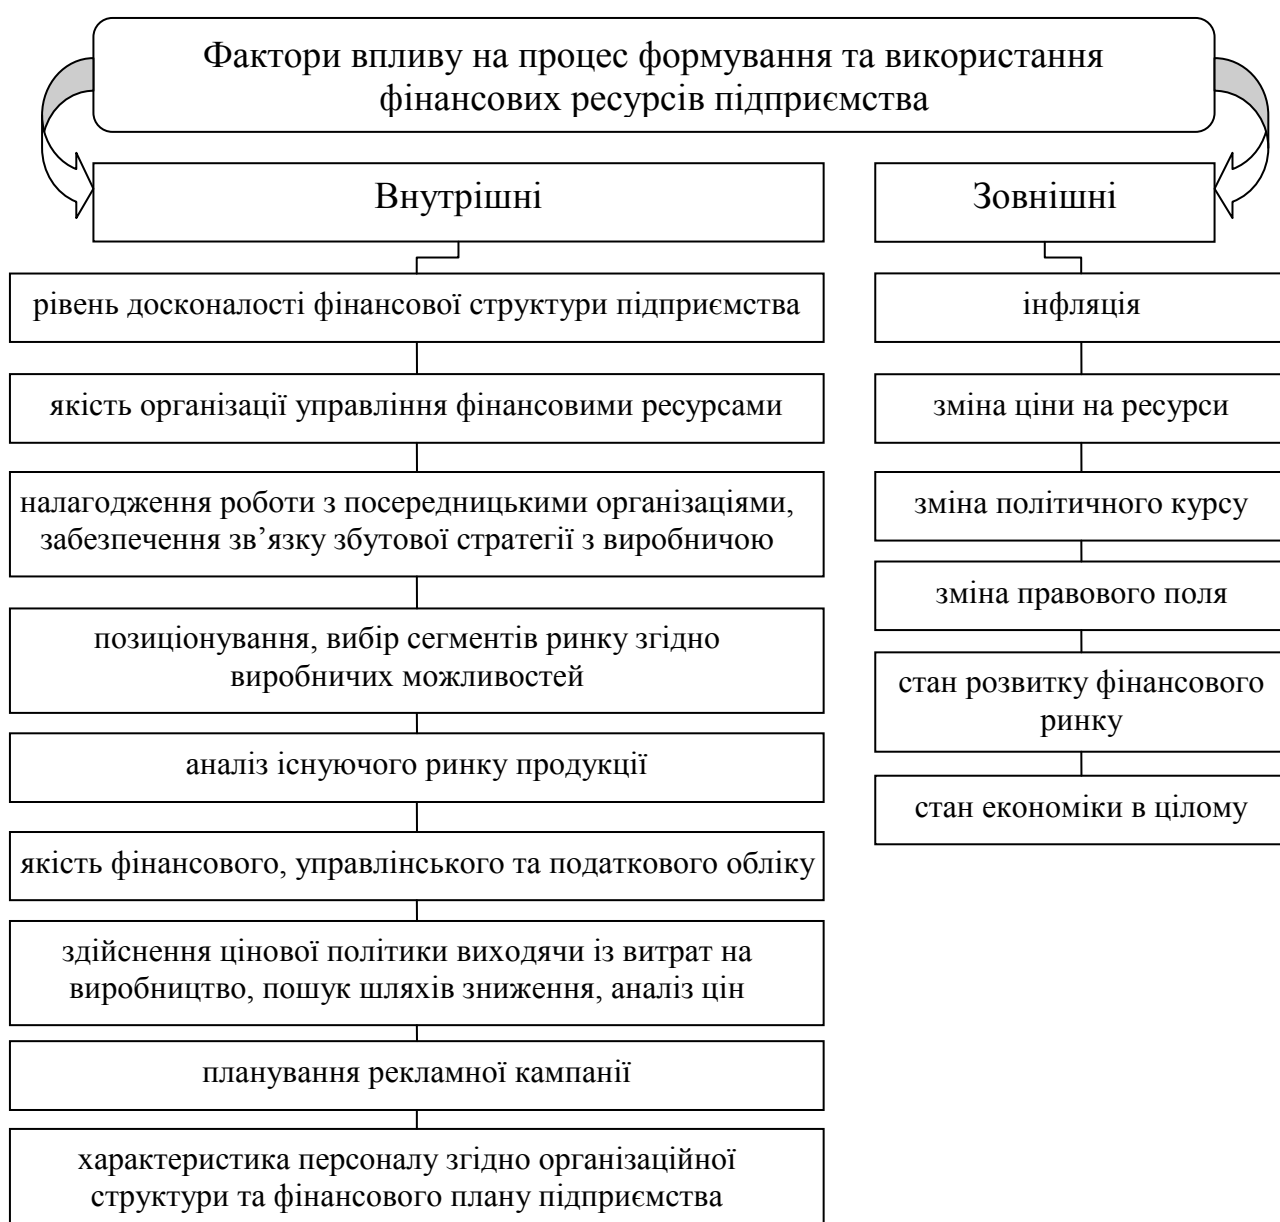 Фактори впливу на процес формування та використання
фінансових ресурсів підприємства
Внутрішні
рівень досконалості фінансової структури підприємства
якість організації управління фінансовими ресурсами
налагодження роботи з посередницькими організаціями,
забезпечення зв’язку збутової стратегії з виробничою
позиціонування, вибір сегментів ринку згідно
виробничих можливостей
аналіз існуючого ринку продукції
якість фінансового, управлінського та податкового обліку
здійснення цінової політики виходячи із витрат на
виробництво, пошук шляхів зниження, аналіз цін
планування рекламної кампанії
характеристика персоналу згідно організаційної
структури та фінансового плану підприємства
Зовнішні
інфляція
зміна ціни на ресурси
зміна політичного курсу
зміна правового поля
стан розвитку фінансового
ринку
стан економіки в цілому